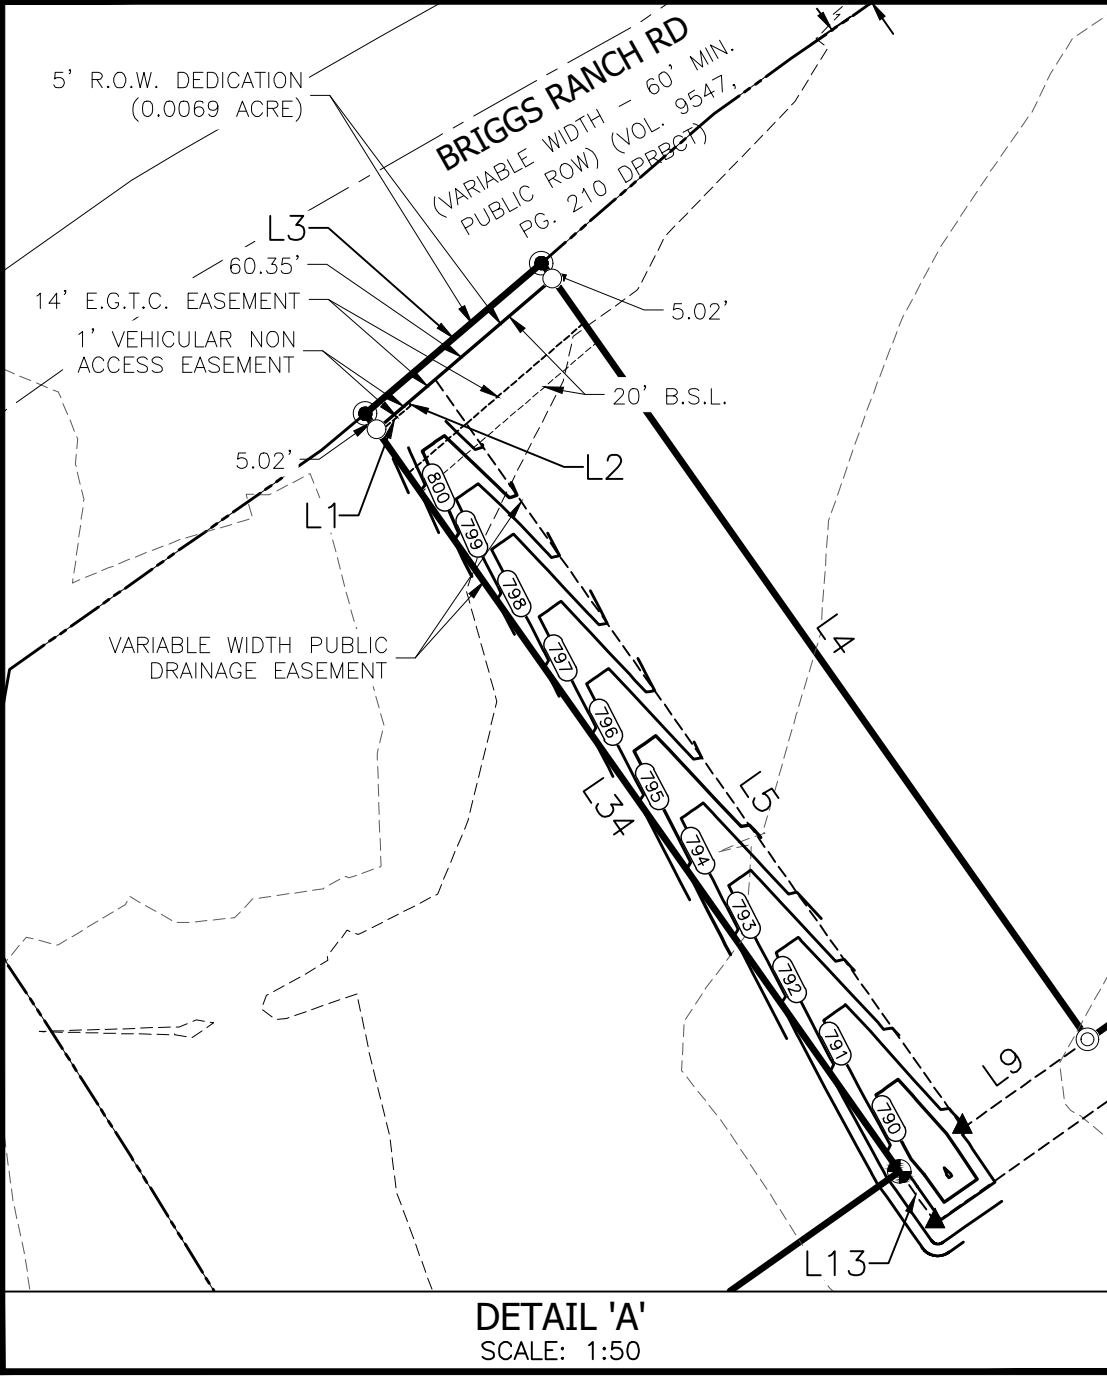 5' R.O.W. DEDICATION
(0.0069 ACRE)
BRIGGS RANCH RD
(VARIABLE WIDTH - 60' MIN.
PUBLIC ROW) (VOL. 9547,
PG. 210 DPRBCT)
L3
60.35'
14' E.G.T.C. EASEMENT
1' VEHICULAR NON
ACCESS EASEMENT
5.02'
20' B.S.L.
5.02'
L2
L1
800
799
798
797
796
795
794
793
792
791
790
VARIABLE WIDTH PUBLIC
DRAINAGE EASEMENT
L4
L5
L34
L9
L13
DETAIL 'A'
SCALE: 1:50